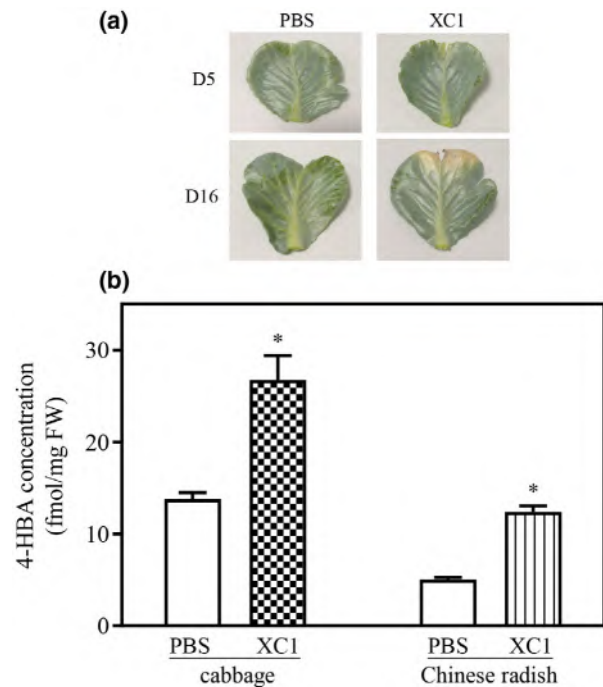 (a)
PBS XC1
D5
D16
(b)
4-HBA concentration
(fmol/mg FW)
30
20
10
0
*
*
PBS XC1 PBS XC1
cabbage Chinese radish